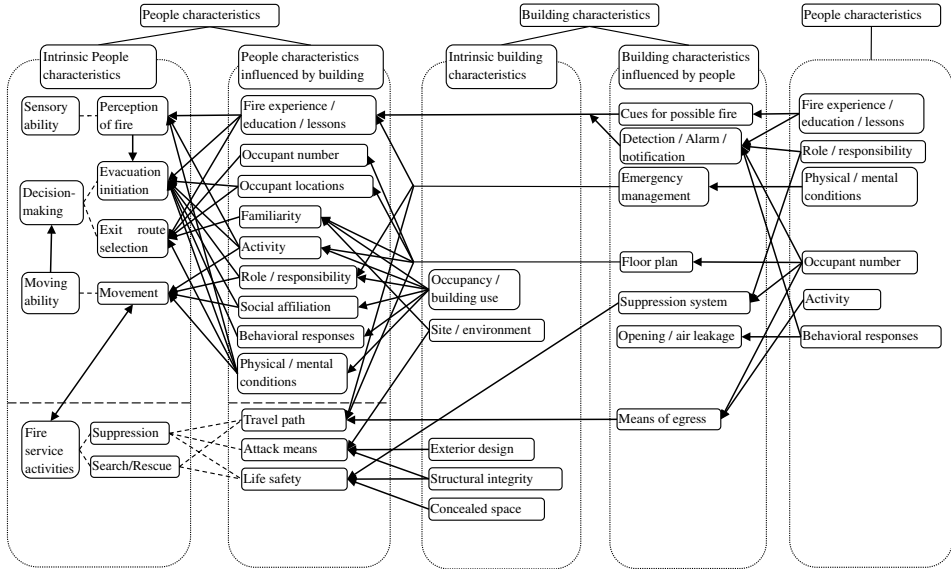 People characteristics
Building characteristics
People characteristics
Intrinsic People
characteristics
People characteristics
influenced by building
Intrinsic building
characteristics
Building characteristics
influenced by people
Sensory
ability
Perception
of fire
Decision-
making
Evacuation
initiation
Exit route
selection
Moving
ability
Movement
Fire
service
activities
Suppression
Search/Rescue
Fire experience /
education / lessons
Occupant number
Occupant locations
Familiarity
Activity
Role / responsibility
Social affiliation
Behavioral responses
Physical / mental
conditions
Travel path
Attack means
Life safety
Occupancy /
building use
Site / environment
Exterior design
Structural integrity
Concealed space
Cues for possible fire
Detection / Alarm /
notification
Emergency
management
Floor plan
Suppression system
Opening / air leakage
Means of egress
Fire experience /
education / lessons
Role / responsibility
Physical / mental
conditions
Occupant number
Activity
Behavioral responses